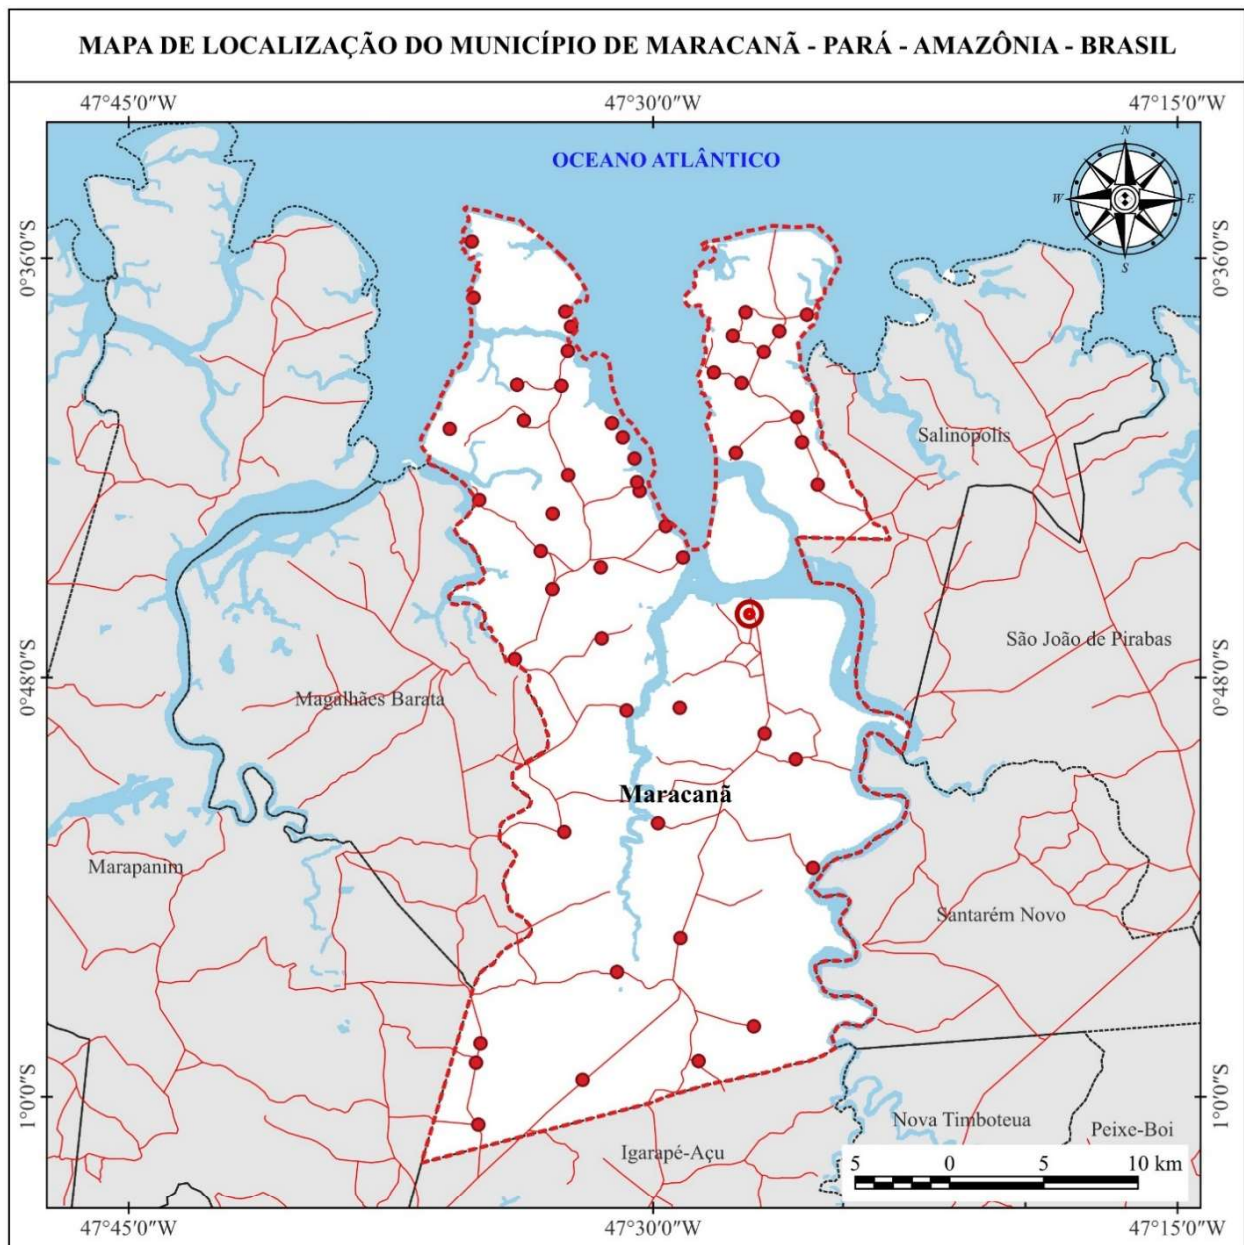 MAPA DE LOCALIZAÇÃO DO MUNICÍPIO DE MARACANÃ - PARÁ - AMAZÔNIA - BRASIL
47°45'0"W
47°30'0"W
47°15'0"W
OCEANO ATLÂNTICO
N
W
E
S
0°36'0"S
0°36'0"S
Salinópolis
São João de Pirabas
0°48'0"S
0°48'0"S
Magalhães Barata
Maracanã
Marapanim
Santarém Novo
1°0'0"S
1°0'0"S
Nova Timboteua
Peixe-Boi
Igarapé-Açu
5 0 5 10 km
47°45'0"W
47°30'0"W
47°15'0"W